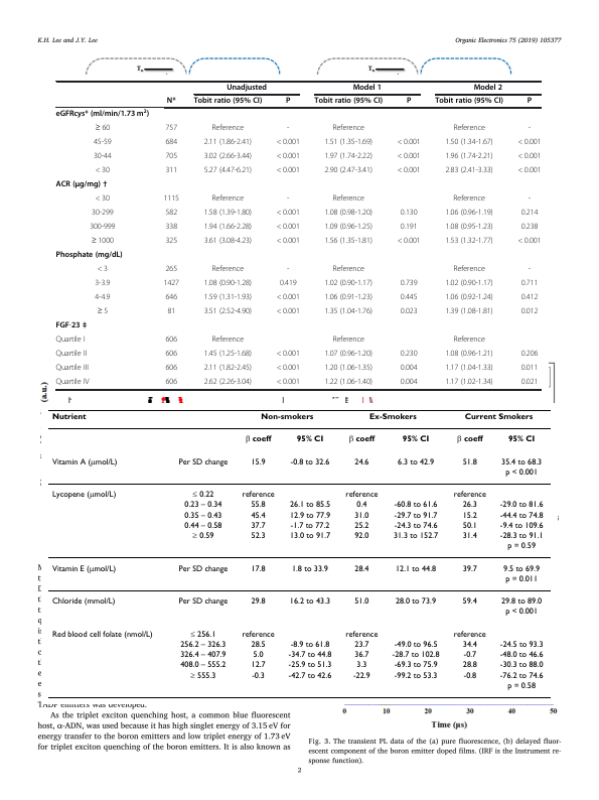 K.H. Lee and J.Y. Lee Organic Electronics 75 (2019) 105377
Unadjusted Model 1 Model 2
N* Tobit ratio (95% CI) P Tobit ratio (95% CI) P Tobit ratio (95% CI) P
eGFRcys* (ml/min/1.73 m²)
≥ 60 757 Reference - Reference Reference -
45-59 684 2.11 (1.86-2.41) < 0.001 1.51 (1.35-1.69) < 0.001 1.50 (1.34-1.67) < 0.001
30-44 705 3.02 (2.66-3.44) < 0.001 1.97 (1.74-2.22) < 0.001 1.96 (1.74-2.21) < 0.001
< 30 311 5.27 (4.47-6.21) < 0.001 2.90 (2.47-3.41) < 0.001 2.83 (2.41-3.33) < 0.001
ACR (µg/mg) †
< 30 1115 Reference - Reference Reference -
30-299 582 1.58 (1.39-1.80) < 0.001 1.08 (0.98-1.20) 0.130 1.06 (0.96-1.19) 0.214
300-999 338 1.94 (1.66-2.28) < 0.001 1.09 (0.96-1.25) 0.191 1.08 (0.95-1.23) 0.238
≥ 1000 325 3.61 (3.08-4.23) < 0.001 1.56 (1.35-1.81) < 0.001 1.53 (1.32-1.77) < 0.001
Phosphate (mg/dL)
< 3 265 Reference - Reference Reference -
3-3.9 1427 1.08 (0.90-1.28) 0.419 1.02 (0.90-1.17) 0.739 1.02 (0.90-1.17) 0.711
4-4.9 646 1.59 (1.31-1.93) < 0.001 1.06 (0.91-1.23) 0.445 1.06 (0.92-1.24) 0.412
≥ 5 81 3.51 (2.52-4.90) < 0.001 1.35 (1.04-1.76) 0.023 1.39 (1.08-1.81) 0.012
FGF-23 ‡
Quartile I 606 Reference Reference Reference
Quartile II 606 1.45 (1.25-1.68) < 0.001 1.07 (0.96-1.20) 0.230 1.08 (0.96-1.21) 0.206
Quartile III 606 2.11 (1.82-2.45) < 0.001 1.20 (1.06-1.35) 0.004 1.17 (1.04-1.33) 0.011
Quartile IV 606 2.62 (2.26-3.04) < 0.001 1.22 (1.06-1.40) 0.004 1.17 (1.02-1.34) 0.021
(a.u.)
Nutrient Non-smokers Ex-Smokers Current Smokers
β coeff 95% CI β coeff 95% CI β coeff 95% CI
Vitamin A (µmol/L) Per SD change 15.9 -0.8 to 32.6 24.6 6.3 to 42.9 51.8 35.4 to 68.3
p < 0.001
Lycopene (µmol/L) ≤ 0.22 reference reference reference
0.23 – 0.34 55.8 26.1 to 85.5 0.4 -60.8 to 61.6 26.3 -29.0 to 81.6
0.35 – 0.43 45.4 12.9 to 77.9 31.0 -29.7 to 91.7 15.2 -44.4 to 74.8
0.44 – 0.58 37.7 -1.7 to 77.2 25.2 -24.3 to 74.6 50.1 -9.4 to 109.6
≥ 0.59 52.3 13.0 to 91.7 92.0 31.3 to 152.7 31.4 -28.3 to 91.1
p = 0.59
Vitamin E (µmol/L) Per SD change 17.8 1.8 to 33.9 28.4 12.1 to 44.8 39.7 9.5 to 69.9
p = 0.011
Chloride (mmol/L) Per SD change 29.8 16.2 to 43.3 51.0 28.0 to 73.9 59.4 29.8 to 89.0
p < 0.001
Red blood cell folate (nmol/L) ≤ 256.1 reference reference reference
256.2 – 326.3 28.5 -8.9 to 61.8 23.7 -49.0 to 96.5 34.4 -24.5 to 93.3
326.4 – 407.9 5.0 -34.7 to 44.8 36.7 -28.7 to 102.8 -0.7 -48.0 to 46.6
408.0 – 555.2 12.7 -25.9 to 51.3 3.3 -69.3 to 75.9 28.8 -30.3 to 88.0
≥ 555.3 -0.3 -42.7 to 42.6 -22.9 -99.2 to 53.3 -0.8 -76.2 to 74.6
p = 0.58
TADF emitters was developed.
As the triplet exciton quenching host, a common blue fluorescent
host, α-ADN, was used because it has high singlet energy of 3.15 eV for
energy transfer to the boron emitters and low triplet energy of 1.73 eV
for triplet exciton quenching of the boron emitters. It is also known as
0 10 20 30 40 50
Time (µs)
Fig. 3. The transient PL data of the (a) pure fluorescence, (b) delayed fluor-
escent component of the boron emitter doped films. (IRF is the Instrument re-
sponse function).
2